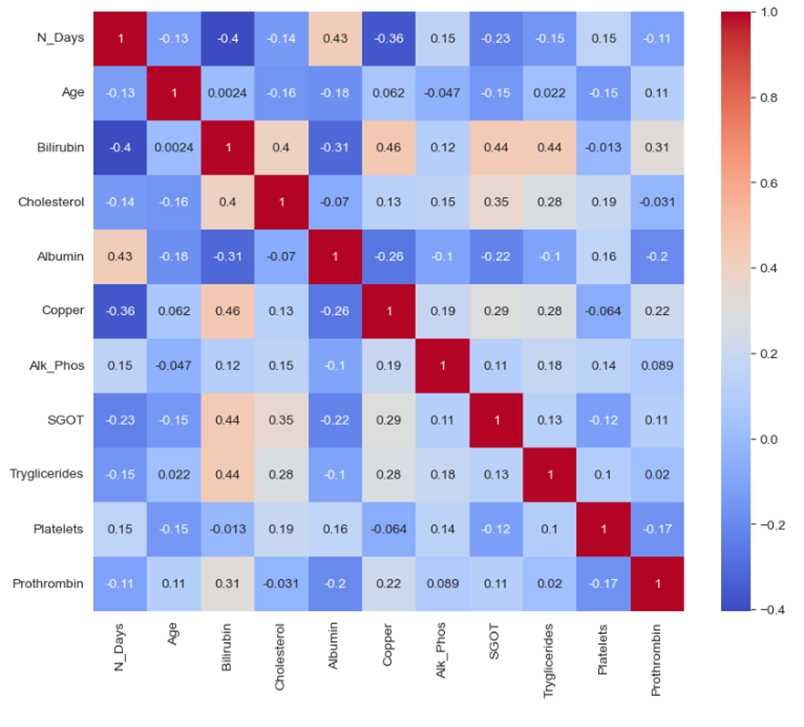 N_Days 1 -0.13 -0.4 -0.14 0.43 -0.36 0.15 -0.23 -0.15 0.15 -0.11
Age -0.13 1 0.0024 -0.16 -0.18 0.062 -0.047 -0.15 0.022 -0.15 0.11
Bilirubin -0.4 0.0024 1 0.4 -0.31 0.46 0.12 0.44 0.44 -0.013 0.31
Cholesterol -0.14 -0.16 0.4 1 -0.07 0.13 0.15 0.35 0.28 0.19 -0.031
Albumin 0.43 -0.18 -0.31 -0.07 1 -0.26 -0.1 -0.22 -0.1 0.16 -0.2
Copper -0.36 0.062 0.46 0.13 -0.26 1 0.19 0.29 0.28 -0.064 0.22
Alk_Phos 0.15 -0.047 0.12 0.15 -0.1 0.19 1 0.11 0.18 0.14 0.089
SGOT -0.23 -0.15 0.44 0.35 -0.22 0.29 0.11 1 0.13 -0.12 0.11
Tryglicerides -0.15 0.022 0.44 0.28 -0.1 0.28 0.18 0.13 1 0.1 0.02
Platelets 0.15 -0.15 -0.013 0.19 0.16 -0.064 0.14 -0.12 0.1 1 -0.17
Prothrombin -0.11 0.11 0.31 -0.031 -0.2 0.22 0.089 0.11 0.02 -0.17 1
N_Days
Age
Bilirubin
Cholesterol
Albumin
Copper
Alk_Phos
SGOT
Tryglicerides
Platelets
Prothrombin
1.0
0.8
0.6
0.4
0.2
0.0
−0.2
−0.4